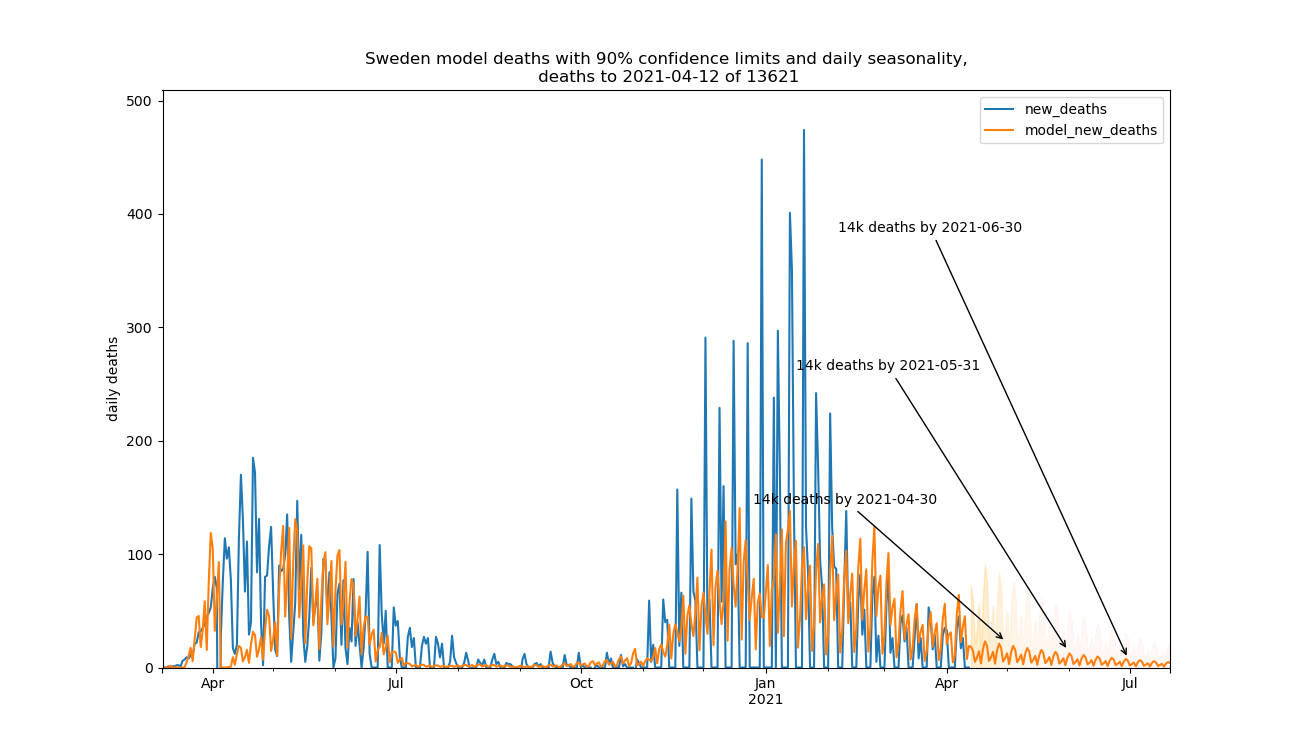 Sweden model deaths with 90% confidence limits and daily seasonality,
deaths to 2021-04-12 of 13621
500
new_deaths
model_new_deaths
400
14k deaths by 2021-06-30
300
daily deaths
14k deaths by 2021-05-31
200
14k deaths by 2021-04-30
100
0
Apr
Jul
Oct
Jan
2021
Apr
Jul